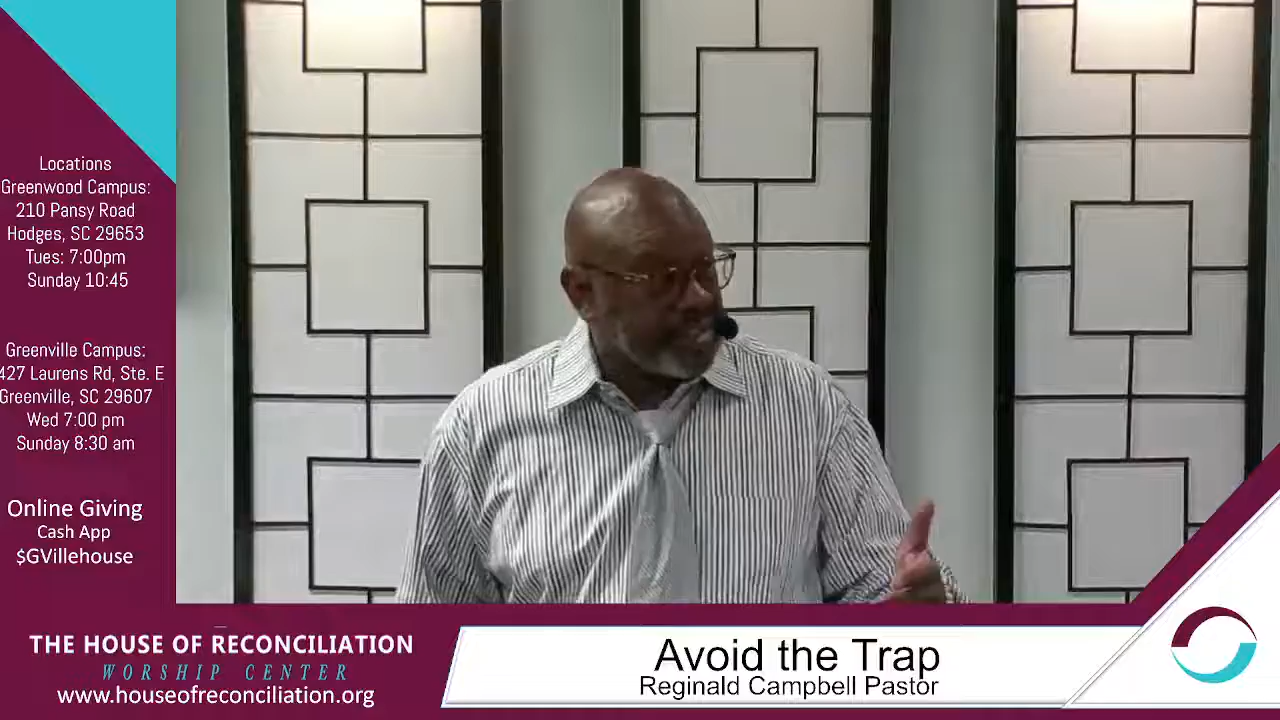 Locations
Greenwood Campus:
210 Pansy Road
Hodges, SC 29653
Tues: 7:00pm
Sunday 10:45
Greenville Campus:
427 Laurens Rd, Ste. E
Greenville, SC 29607
Wed 7:00 pm
Sunday 8:30 am
Online Giving
Cash App
$GVillehouse
THE HOUSE OF RECONCILIATION
WORSHIP CENTER
www.houseofreconciliation.org
Avoid the Trap
Reginald Campbell Pastor